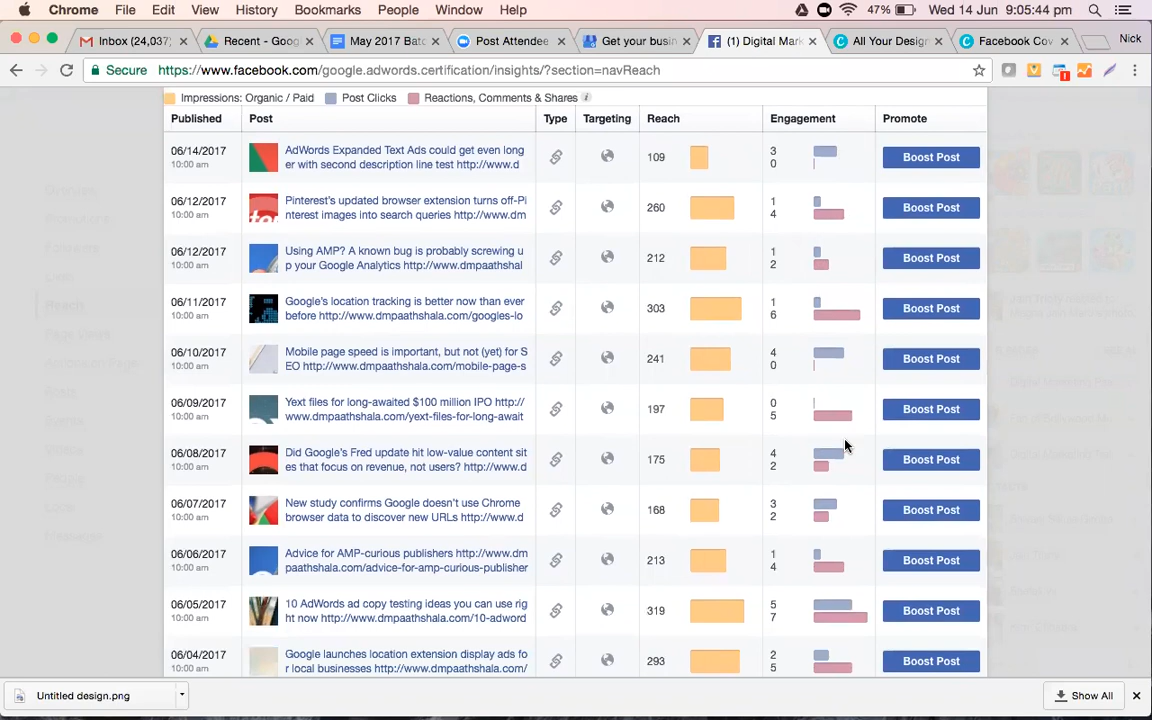 Chrome File Edit View History Bookmarks People Window Help 47% Wed 14 Jun 9:05:44 pm
Inbox (24,037) Recent - Goog May 2017 Batc Post Attendee Get your busin (1) Digital Mark All Your Design Facebook Cov Nick
Secure https://www.facebook.com/google.adwords.certification/insights/?section=navReach
Impressions: Organic / Paid Post Clicks Reactions, Comments & Shares i
Published Post Type Targeting Reach Engagement Promote
06/14/2017 AdWords Expanded Text Ads could get even long 109 3 Boost Post
10:00 am er with second description line test http://www.d 0
06/12/2017 Pinterest's updated browser extension turns off-Pi 260 1 Boost Post
10:00 am nterest images into search queries http://www.dm 4
06/12/2017 Using AMP? A known bug is probably screwing u 212 1 Boost Post
10:00 am p your Google Analytics http://www.dmpaathshal 2
06/11/2017 Google's location tracking is better now than ever 303 1 Boost Post
10:00 am before http://www.dmpaathshala.com/googles-lo 6
06/10/2017 Mobile page speed is important, but not (yet) for S 241 4 Boost Post
10:00 am EO http://www.dmpaathshala.com/mobile-page-s 0
06/09/2017 Yext files for long-awaited $100 million IPO http:// 197 0 Boost Post
10:00 am www.dmpaathshala.com/yext-files-for-long-await 5
06/08/2017 Did Google's Fred update hit low-value content sit 175 4 Boost Post
10:00 am es that focus on revenue, not users? http://www.d 2
06/07/2017 New study confirms Google doesn't use Chrome 168 3 Boost Post
10:00 am browser data to discover new URLs http://www.d 2
06/06/2017 Advice for AMP-curious publishers http://www.dm 213 1 Boost Post
10:00 am paathshala.com/advice-for-amp-curious-publisher 4
06/05/2017 10 AdWords ad copy testing ideas you can use rig 319 5 Boost Post
10:00 am ht now http://www.dmpaathshala.com/10-adword 7
06/04/2017 Google launches location extension display ads fo 293 2 Boost Post
10:00 am r local businesses http://www.dmpaathshala.com/ 5
Untitled design.png Show All